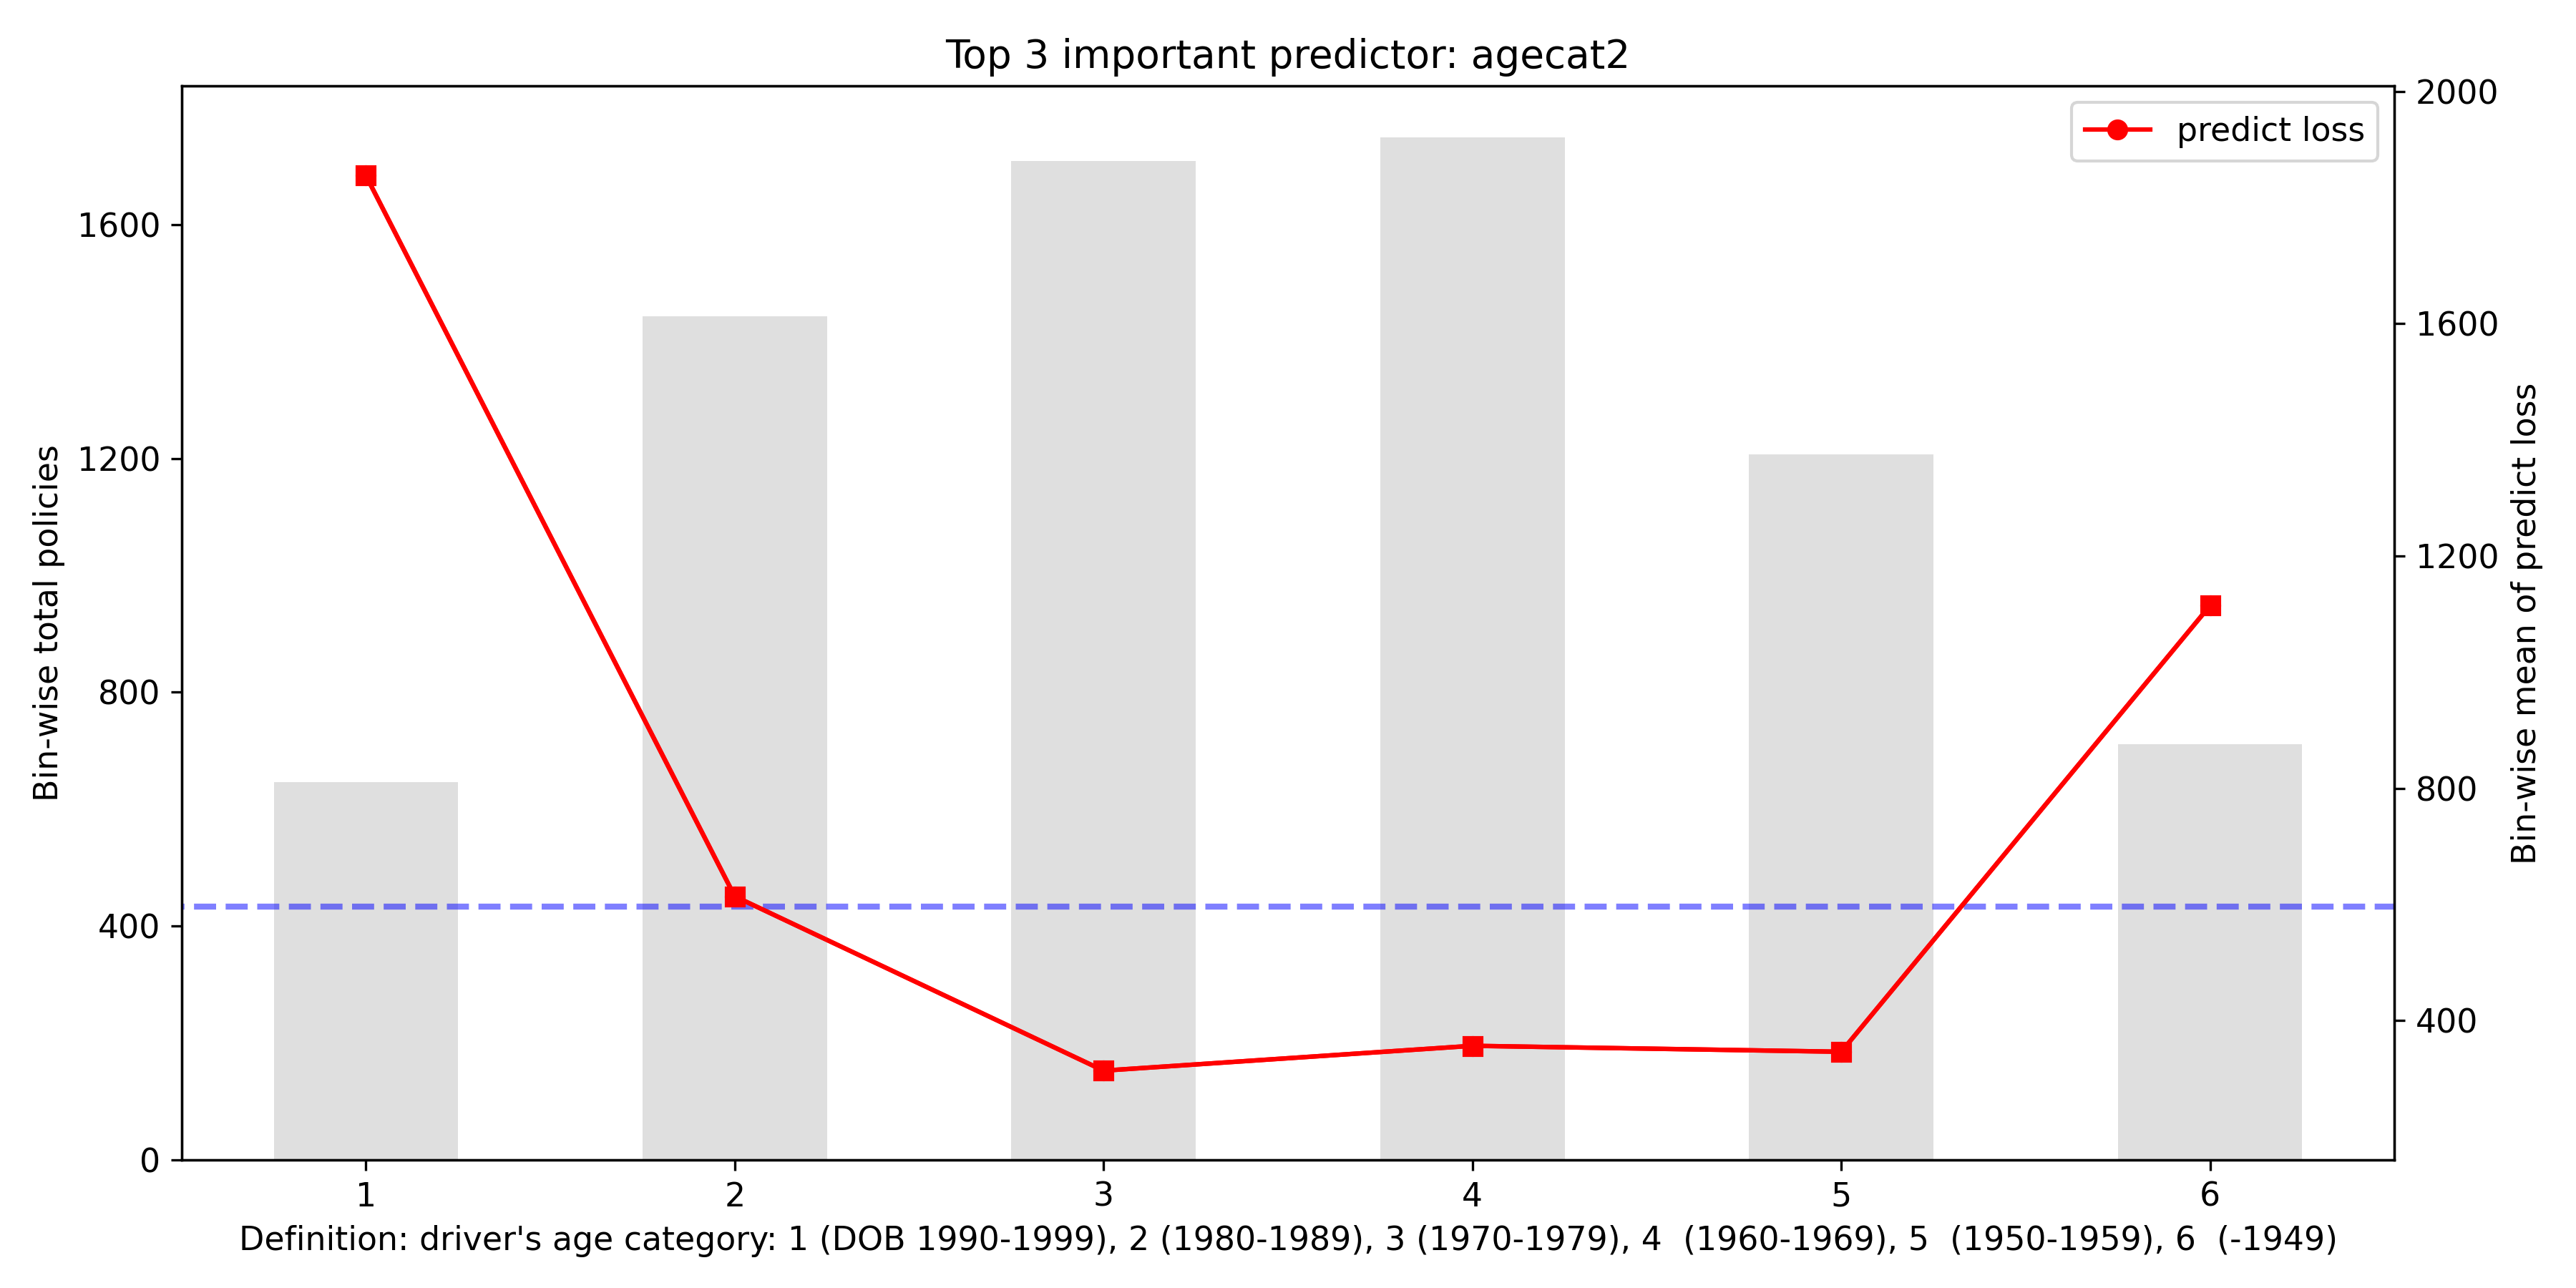 Top 3 important predictor: agecat2
predict loss
Bin-wise total policies
1600
1200
800
400
0
2000
1600
1200
800
400
Bin-wise mean of predict loss
1 2 3 4 5 6
Definition: driver's age category: 1 (DOB 1990-1999), 2 (1980-1989), 3 (1970-1979), 4  (1960-1969), 5  (1950-1959), 6  (-1949)